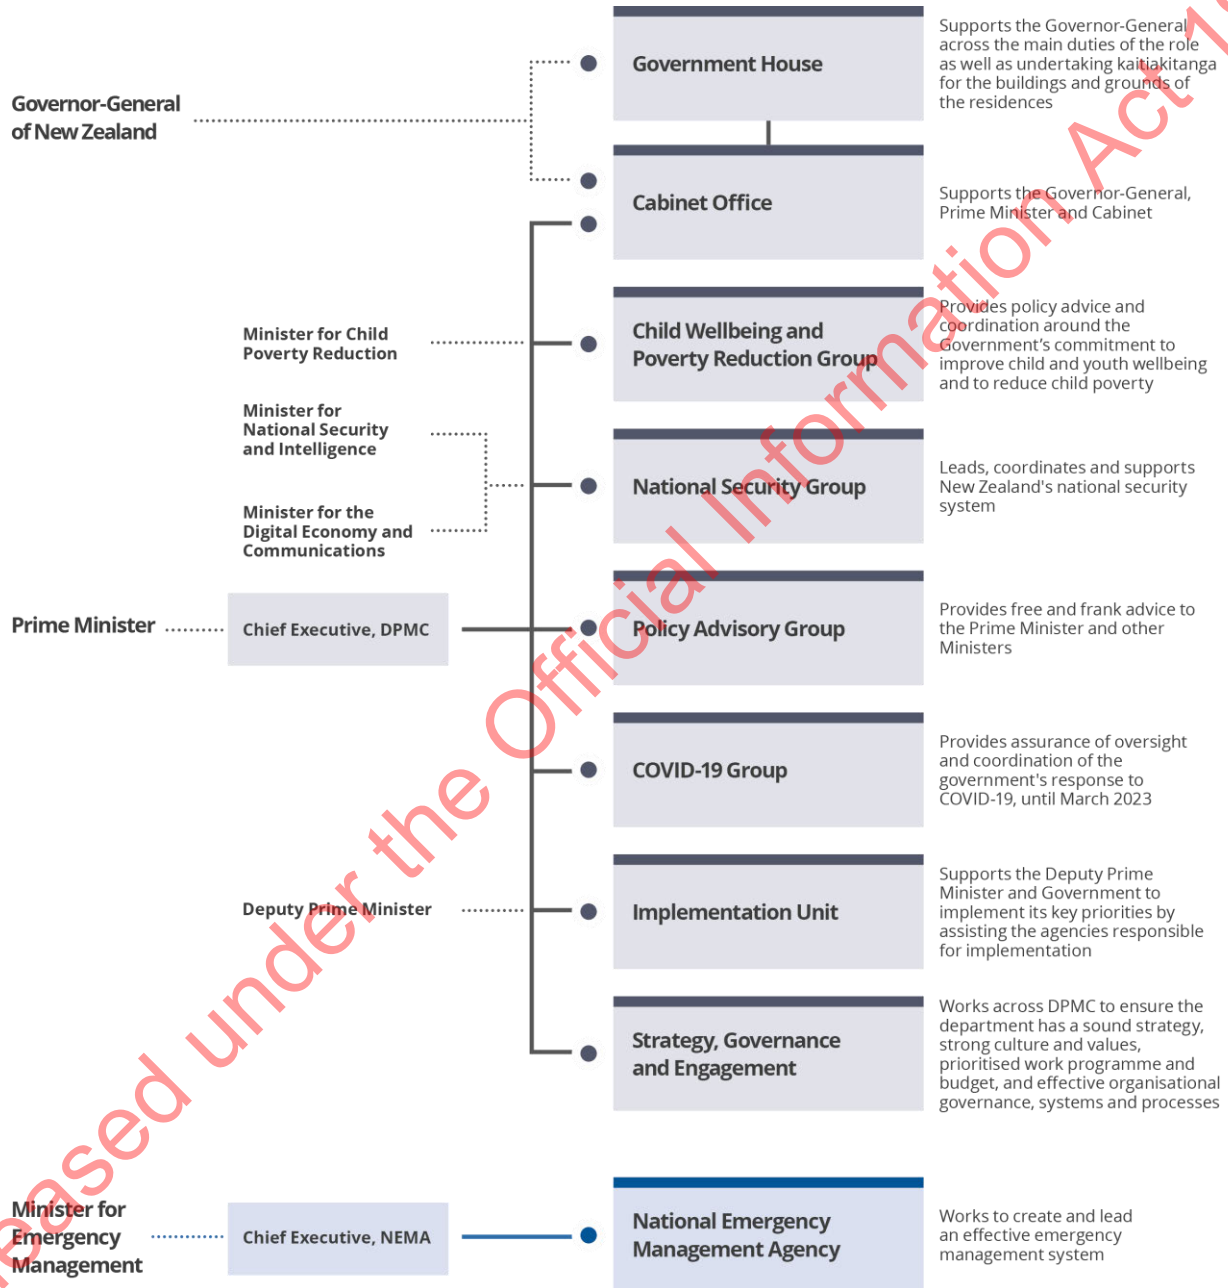 Government House
Supports the Governor-General
across the main duties of the role
as well as undertaking kaitiakitanga
for the buildings and grounds of
the residences
Governor-General
of New Zealand
Cabinet Office
Supports the Governor-General,
Prime Minister and Cabinet
Minister for Child
Poverty Reduction
Child Wellbeing and
Poverty Reduction Group
Provides policy advice and
coordination around the
Government's commitment to
improve child and youth wellbeing
and to reduce child poverty
Minister for
National Security
and Intelligence
Minister for the
Digital Economy and
Communications
National Security Group
Leads, coordinates and supports
New Zealand's national security
system
Prime Minister
Chief Executive, DPMC
Policy Advisory Group
Provides free and frank advice to
the Prime Minister and other
Ministers
COVID-19 Group
Provides assurance of oversight
and coordination of the
government's response to
COVID-19, until March 2023
Deputy Prime Minister
Implementation Unit
Supports the Deputy Prime
Minister and Government to
implement its key priorities by
assisting the agencies responsible
for implementation
Strategy, Governance
and Engagement
Works across DPMC to ensure the
department has a sound strategy,
strong culture and values,
prioritised work programme and
budget, and effective organisational
governance, systems and processes
Minister for
Emergency
Management
Chief Executive, NEMA
National Emergency
Management Agency
Works to create and lead
an effective emergency
management system
under the Official Information Act